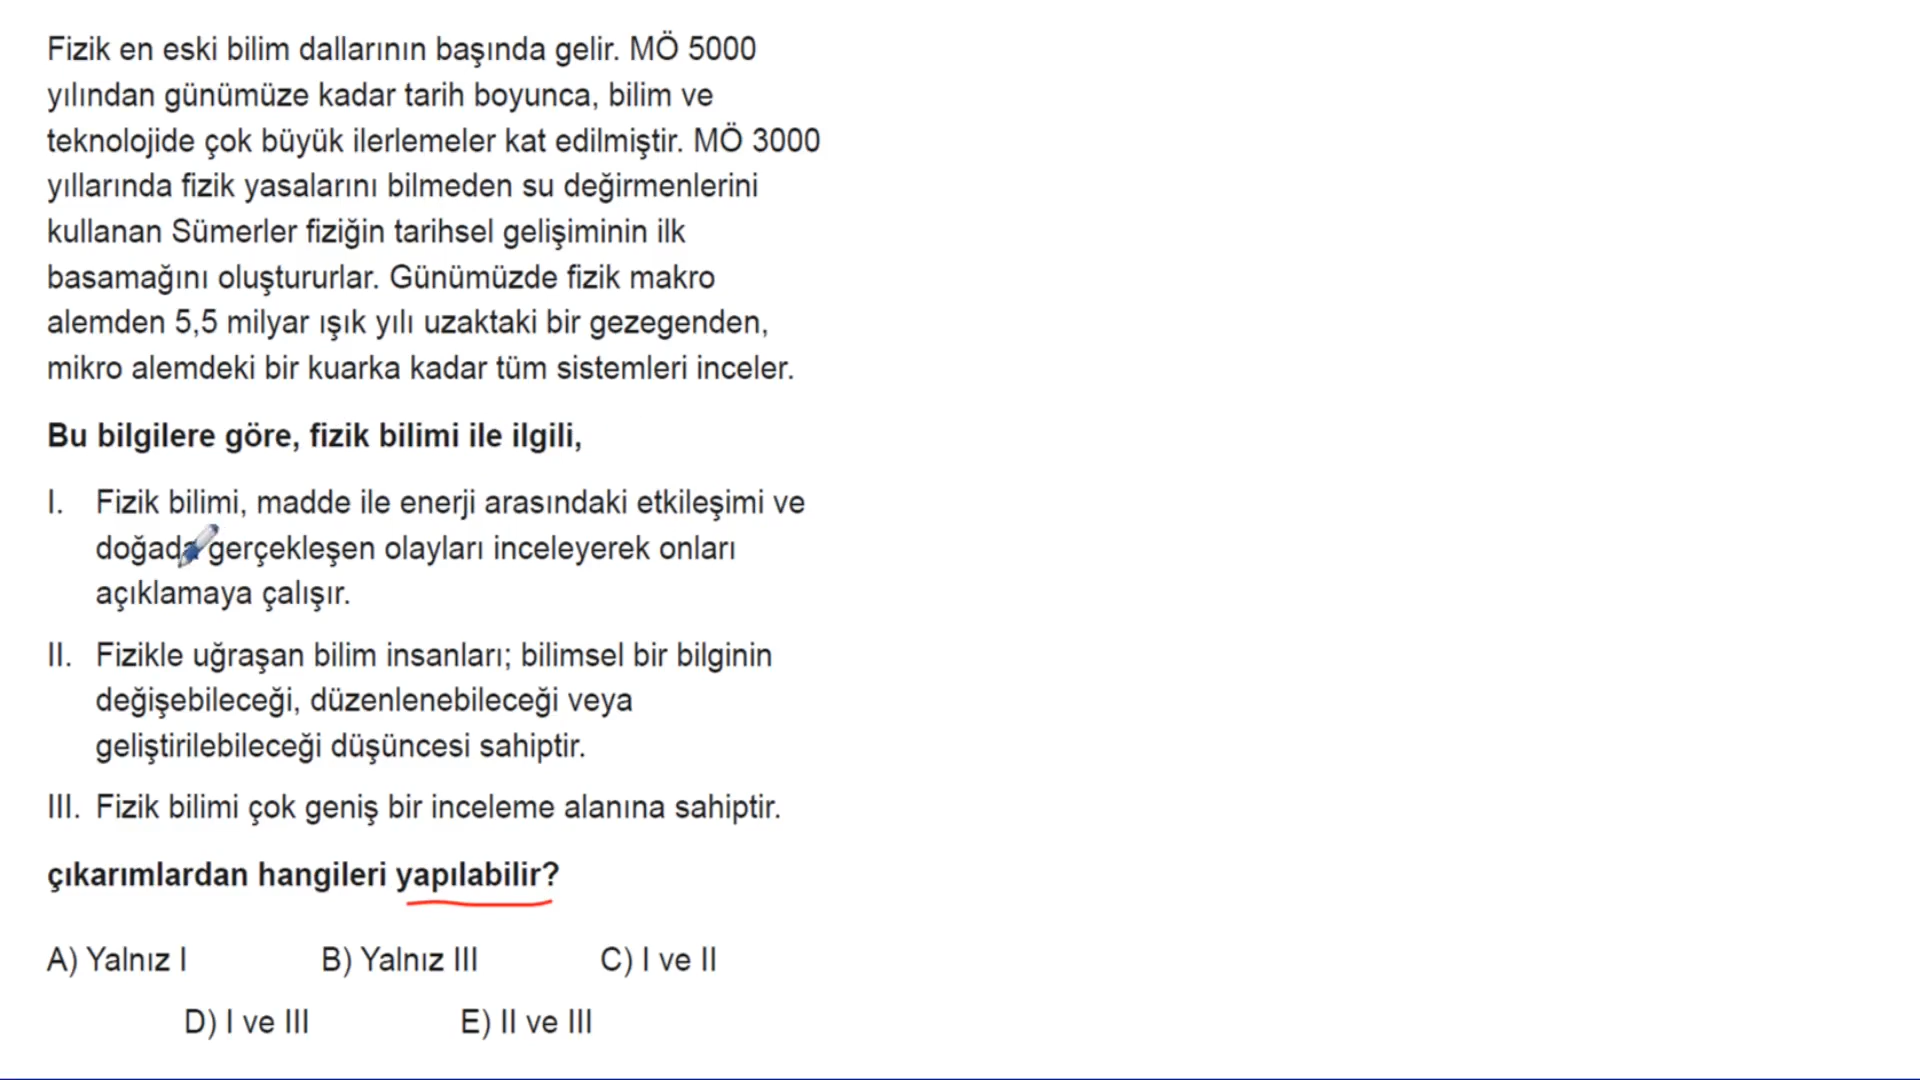 Fizik en eski bilim dallarının başında gelir. MÖ 5000
yılından günümüze kadar tarih boyunca, bilim ve
teknolojide çok büyük ilerlemeler kat edilmiştir. MÖ 3000
yıllarında fizik yasalarını bilmeden su değirmenlerini
kullanan Sümerler fiziğin tarihsel gelişiminin ilk
basamağını oluştururlar. Günümüzde fizik makro
alemden 5,5 milyar ışık yılı uzaktaki bir gezegenden,
mikro alemdeki bir kuarka kadar tüm sistemleri inceler.
Bu bilgilere göre, fizik bilimi ile ilgili,
I. Fizik bilimi, madde ile enerji arasındaki etkileşimi ve
doğada gerçekleşen olayları inceleyerek onları
açıklamaya çalışır.
II. Fizikle uğraşan bilim insanları; bilimsel bir bilginin
değişebileceği, düzenlenebileceği veya
geliştirilebileceği düşüncesi sahiptir.
III. Fizik bilimi çok geniş bir inceleme alanına sahiptir.
çıkarımlardan hangileri yapılabilir?
A) Yalnız I B) Yalnız III C) I ve II
D) I ve III E) II ve III